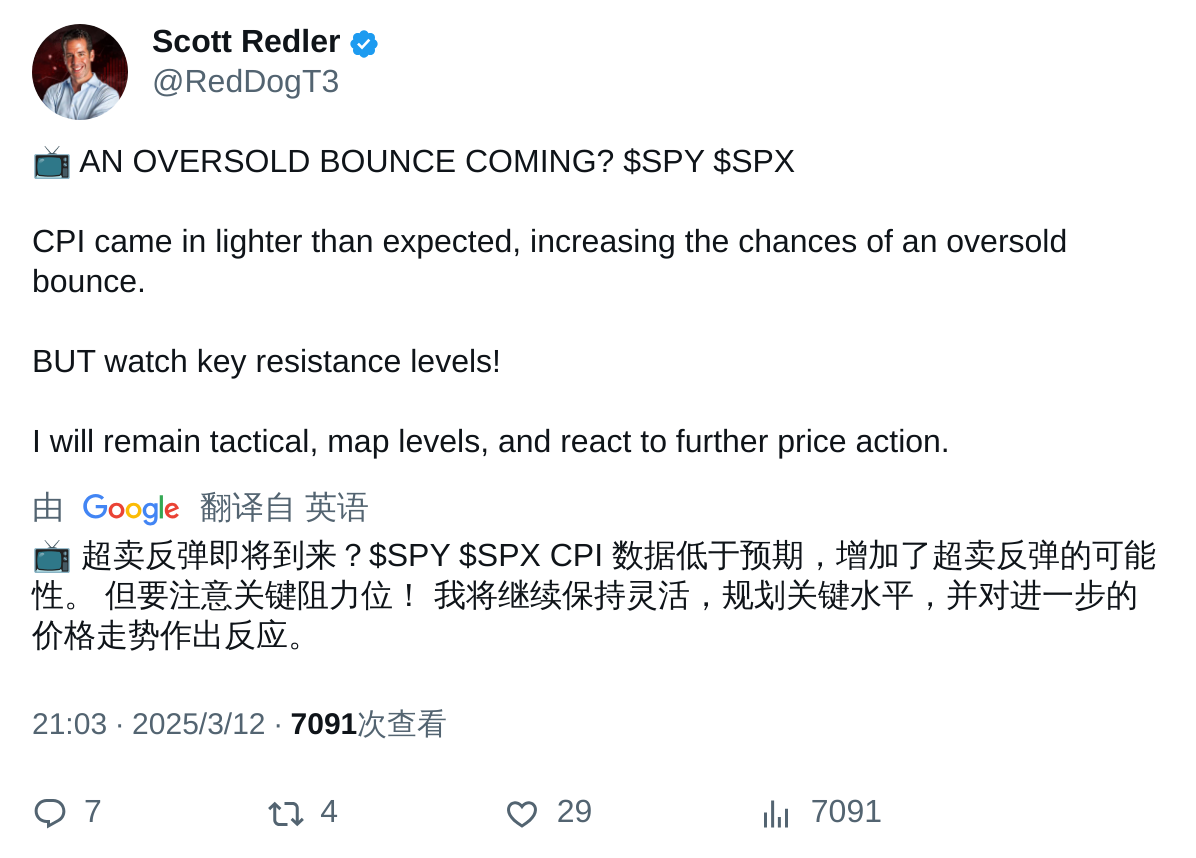 Scott Redler
@RedDogT3
📺 AN OVERSOLD BOUNCE COMING? $SPY $SPX
CPI came in lighter than expected, increasing the chances of an oversold
bounce.
BUT watch key resistance levels!
I will remain tactical, map levels, and react to further price action.
由 Google 翻译自 英语
📺 超卖反弹即将到来？$SPY $SPX CPI 数据低于预期，增加了超卖反弹的可能
性。 但要注意关键阻力位！ 我将继续保持灵活，规划关键水平，并对进一步的
价格走势作出反应。
21:03 · 2025/3/12 · 7091次查看
7 4 29 7091